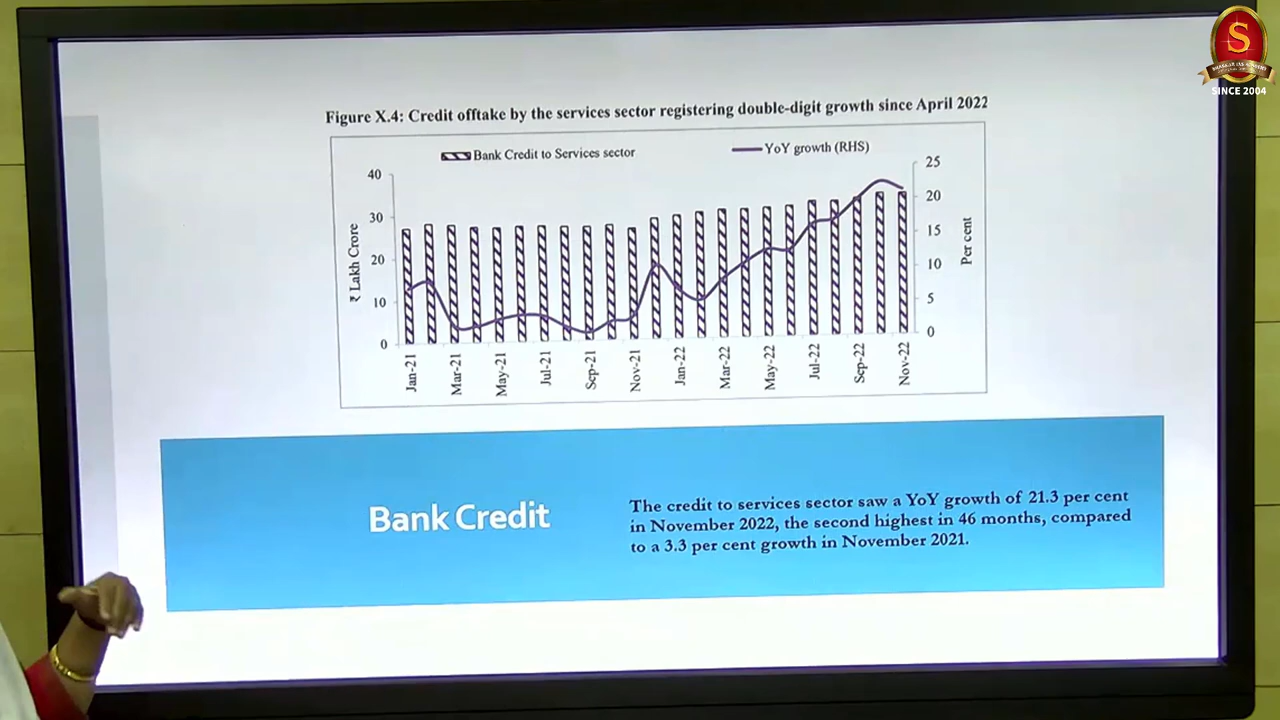 S
SHANKAR IAS ACADEMY
SINCE 2004
Figure X.4: Credit offtake by the services sector registering double-digit growth since April 2022
Bank Credit to Services sector
YoY growth (RHS)
₹ Lakh Crore
40
30
20
10
0
25
20
15
10
5
0
Per cent
Jan-21
Mar-21
May-21
Jul-21
Sep-21
Nov-21
Jan-22
Mar-22
May-22
Jul-22
Sep-22
Nov-22
Bank Credit
The credit to services sector saw a YoY growth of 21.3 per cent
in November 2022, the second highest in 46 months, compared
to a 3.3 per cent growth in November 2021.